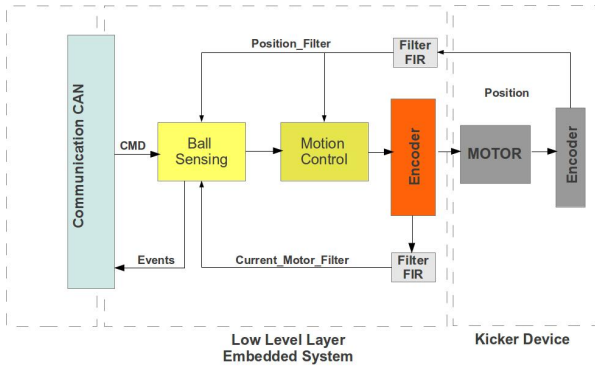 Position_Filter
Filter
FIR
Position
Communication CAN
CMD
Ball
Sensing
Motion
Control
Encoder
MOTOR
Encoder
Events
Current_Motor_Filter
Filter
FIR
Low Level Layer
Embedded System
Kicker Device